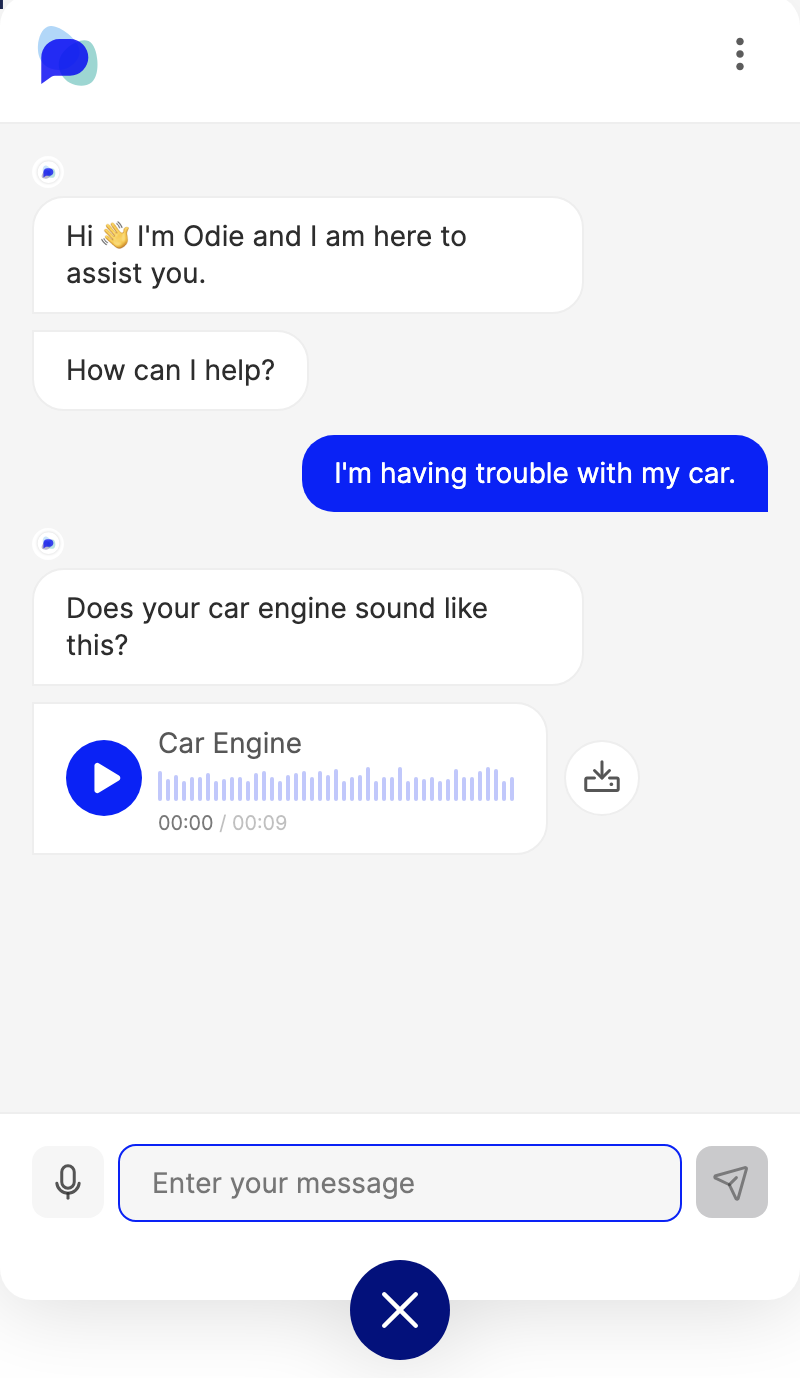 Hi 👋 I'm Odie and I am here to
assist you.
How can I help?
I'm having trouble with my car.
Does your car engine sound like
this?
Car Engine
00:00 / 00:09
Enter your message